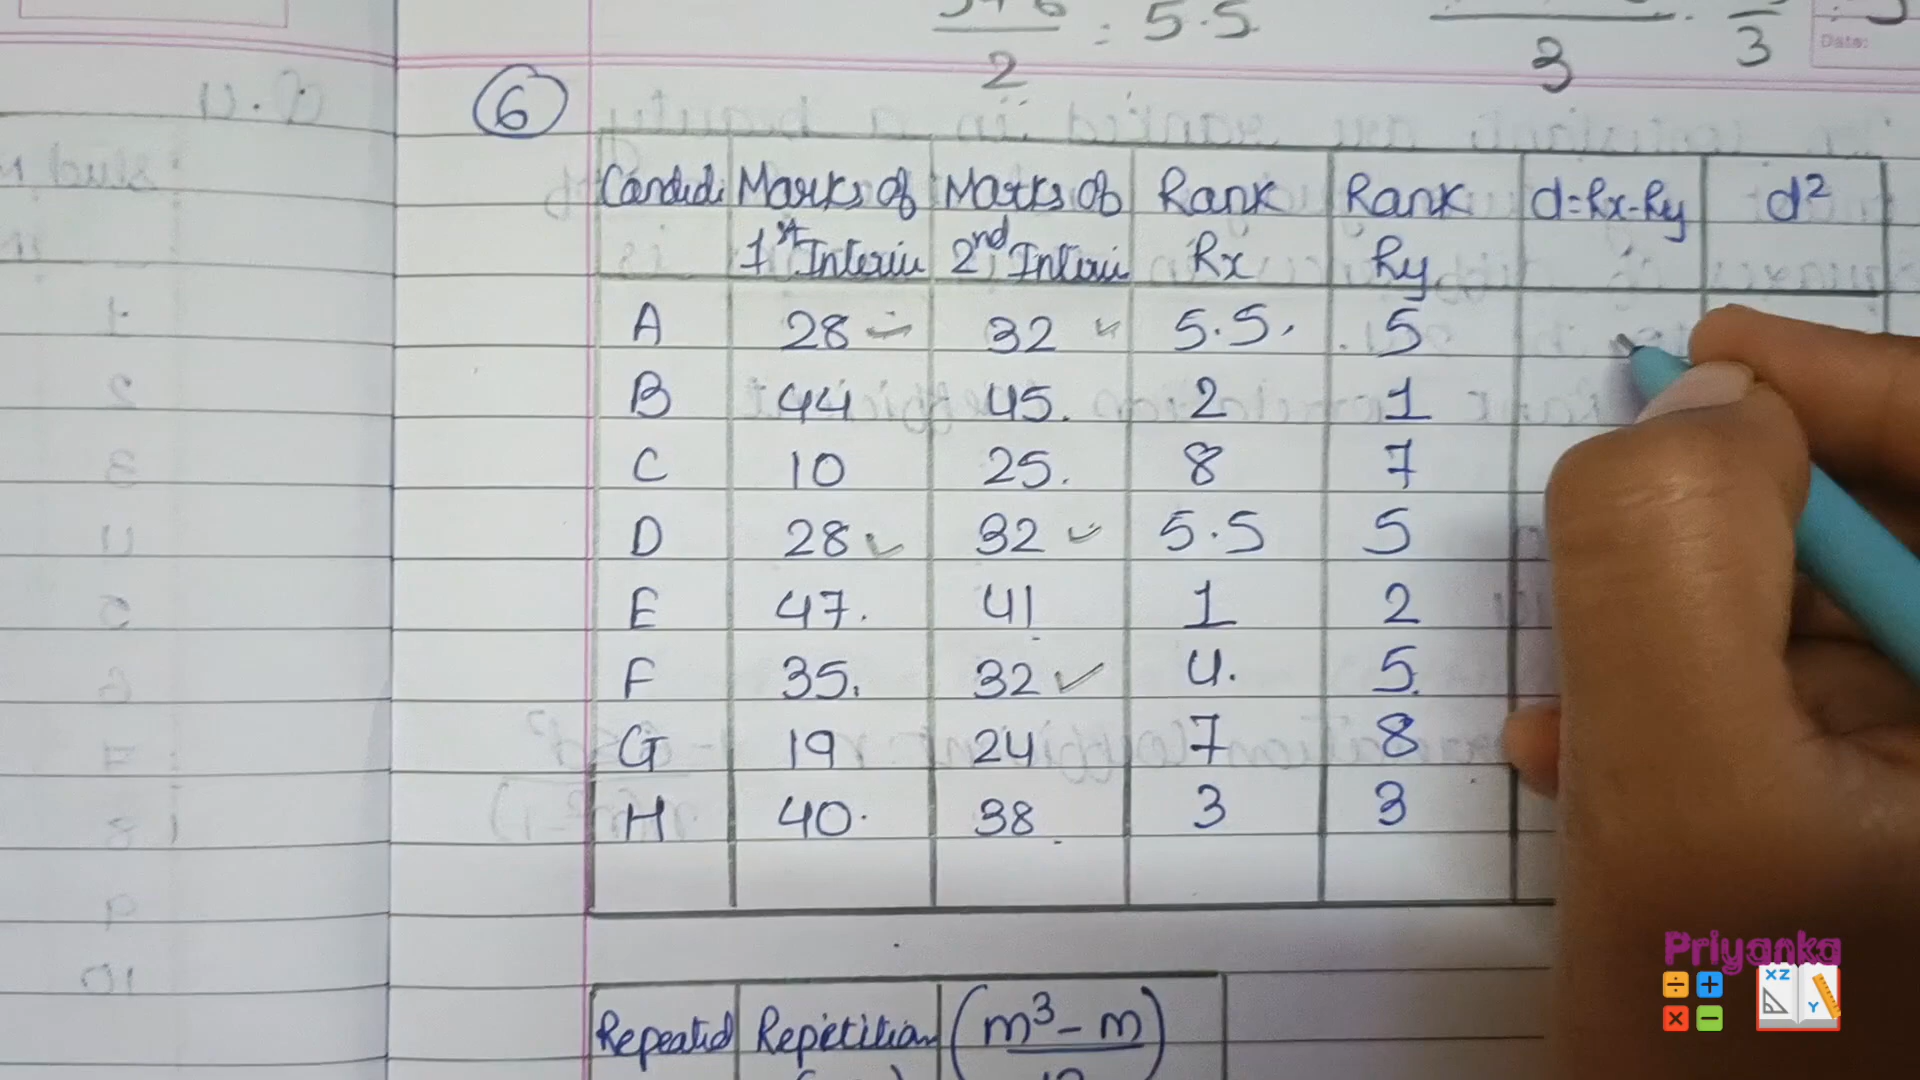 2 = 5.5
3 3
Date:
6
Candid Marks of Marks of Rank Rank d=Rx-Ry d²
1st Interviu 2nd Interviu Rx Ry
A 28 32 5.5. 5
B 44 45. 2 1
C 10 25. 8 7
D 28 32 5.5 5
E 47. 41 1 2
F 35. 32 4. 5
G 19 24 7 8
H 40. 38 3 3
Repeated Repetition (m³-m)
Priyanka
XZ
Y